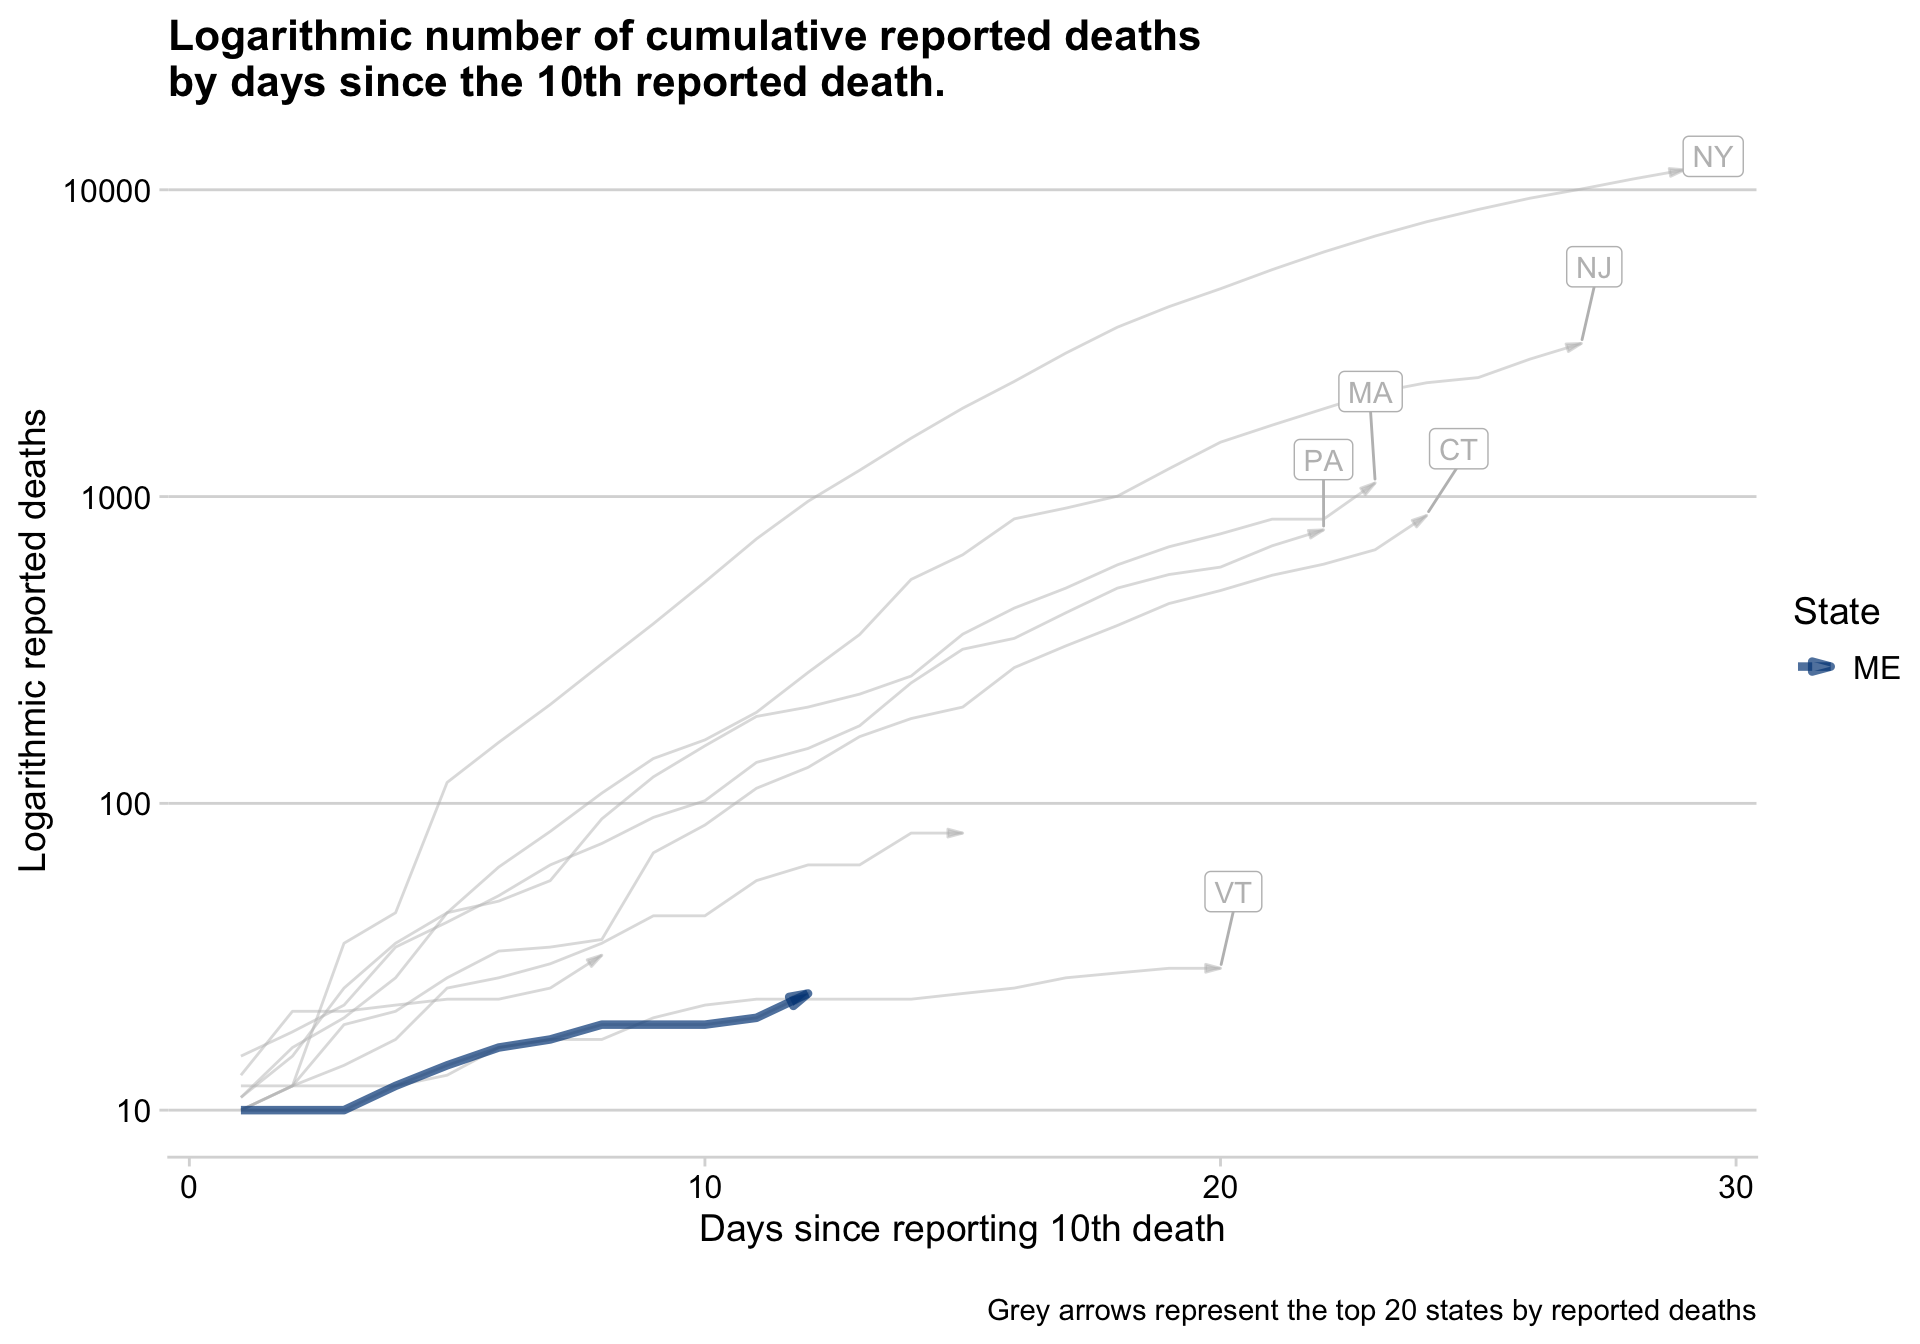 Logarithmic number of cumulative reported deaths
by days since the 10th reported death.
Logarithmic reported deaths
10000
1000
100
10
NY
NJ
MA
CT
PA
VT
State
ME
0
10
20
30
Days since reporting 10th death
Grey arrows represent the top 20 states by reported deaths